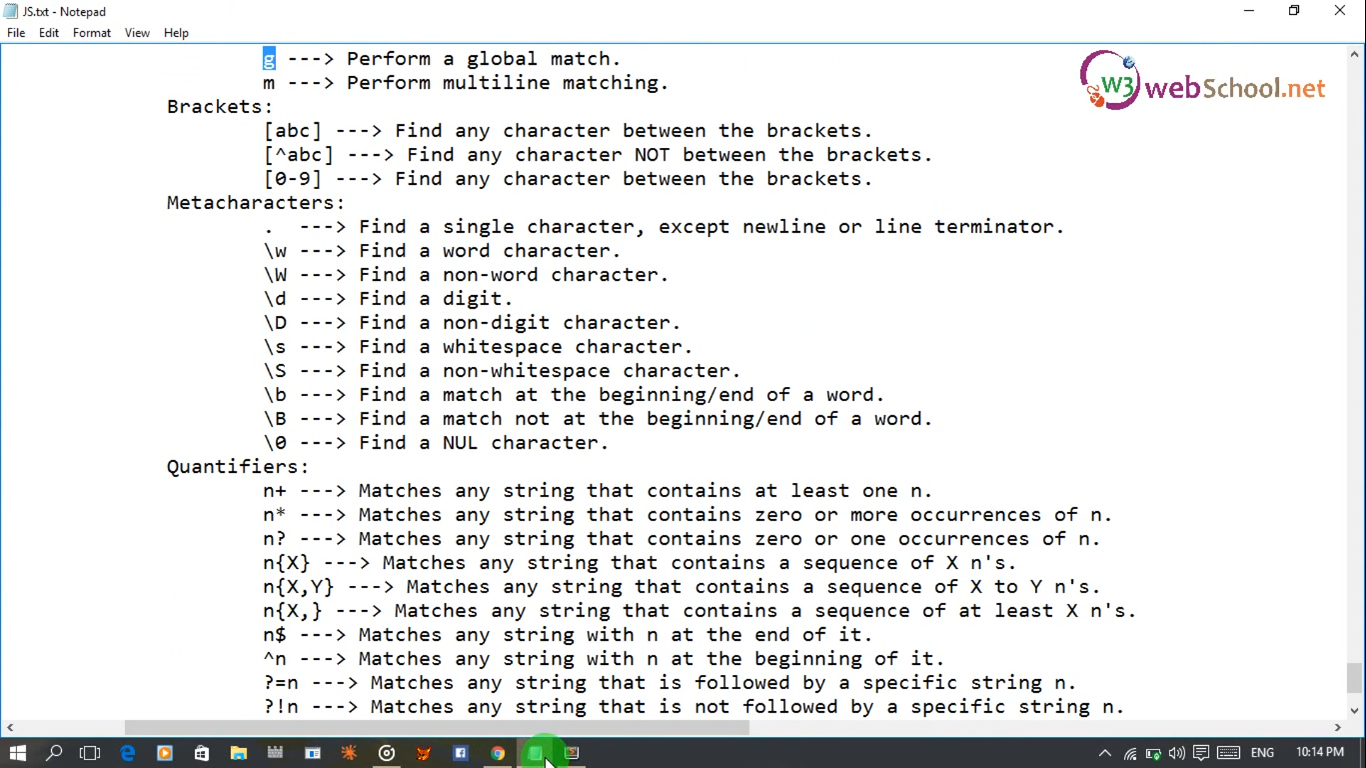 JS.txt - Notepad
File Edit Format View Help
g ---> Perform a global match.
m ---> Perform multiline matching.
Brackets:
[abc] ---> Find any character between the brackets.
[^abc] ---> Find any character NOT between the brackets.
[0-9] ---> Find any character between the brackets.
Metacharacters:
. ---> Find a single character, except newline or line terminator.
\w ---> Find a word character.
\W ---> Find a non-word character.
\d ---> Find a digit.
\D ---> Find a non-digit character.
\s ---> Find a whitespace character.
\S ---> Find a non-whitespace character.
\b ---> Find a match at the beginning/end of a word.
\B ---> Find a match not at the beginning/end of a word.
\0 ---> Find a NUL character.
Quantifiers:
n+ ---> Matches any string that contains at least one n.
n* ---> Matches any string that contains zero or more occurrences of n.
n? ---> Matches any string that contains zero or one occurrences of n.
n{X} ---> Matches any string that contains a sequence of X n's.
n{X,Y} ---> Matches any string that contains a sequence of X to Y n's.
n{X,} ---> Matches any string that contains a sequence of at least X n's.
n$ ---> Matches any string with n at the end of it.
^n ---> Matches any string with n at the beginning of it.
?=n ---> Matches any string that is followed by a specific string n.
?!n ---> Matches any string that is not followed by a specific string n.
W3 webSchool.net
ENG 10:14 PM